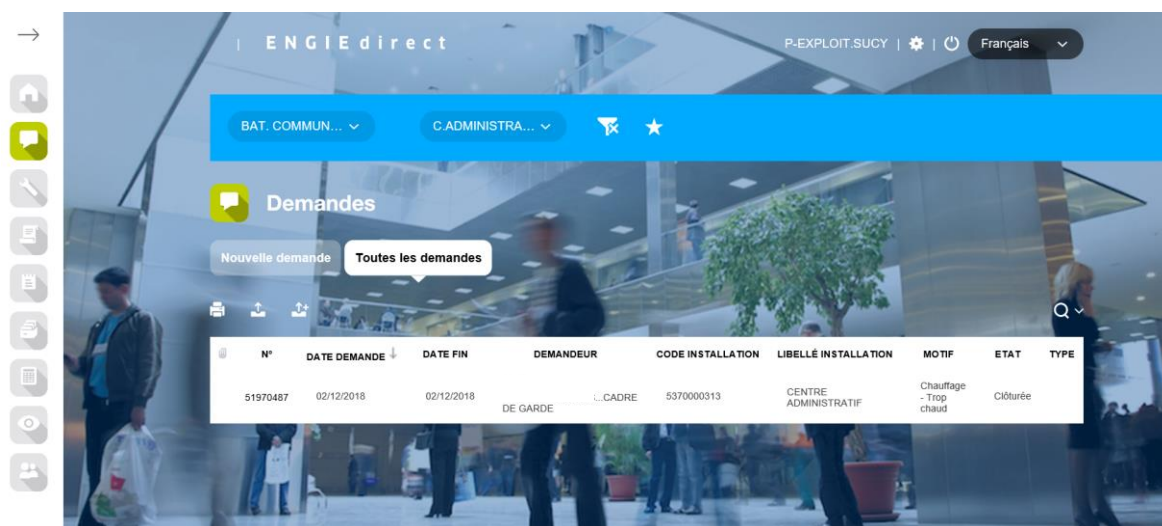 ENGIEdirect
P-EXPLOIT.SUCY | Français
BAT. COMMUN... C.ADMINISTRA...
Demandes
Nouvelle demande Toutes les demandes
N° DATE DEMANDE DATE FIN DEMANDEUR CODE INSTALLATION LIBELLÉ INSTALLATION MOTIF ETAT TYPE
51970487 02/12/2018 02/12/2018 ...CADRE DE GARDE 5370000313 CENTRE ADMINISTRATIF Chauffage - Trop chaud Clôturée